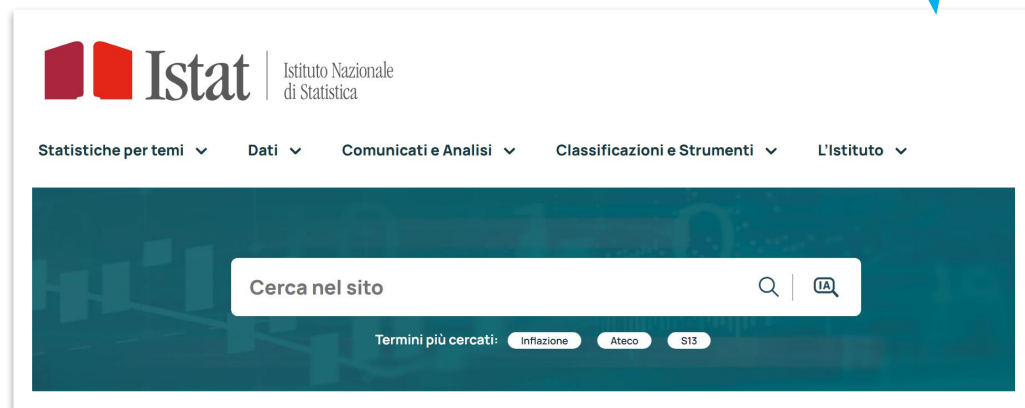 Istat
Istituto Nazionale
di Statistica
Statistiche per temi
Dati
Comunicati e Analisi
Classificazioni e Strumenti
L'Istituto
Cerca nel sito
IA
Termini più cercati:
Inflazione
Ateco
S13